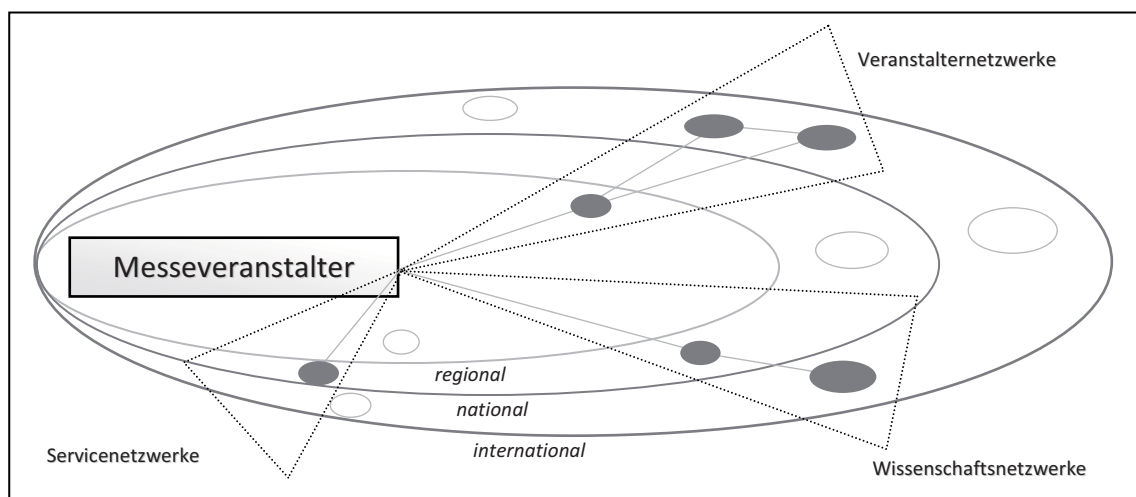 Veranstalternetzwerke
Messeveranstalter
regional
national
international
Servicenetzwerke
Wissenschaftsnetzwerke